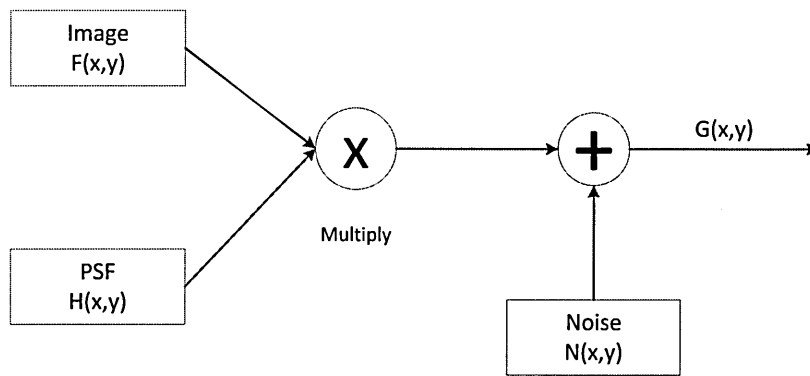 Image
F(x,y)
X
+
G(x,y)
Multiply
PSF
H(x,y)
Noise
N(x,y)